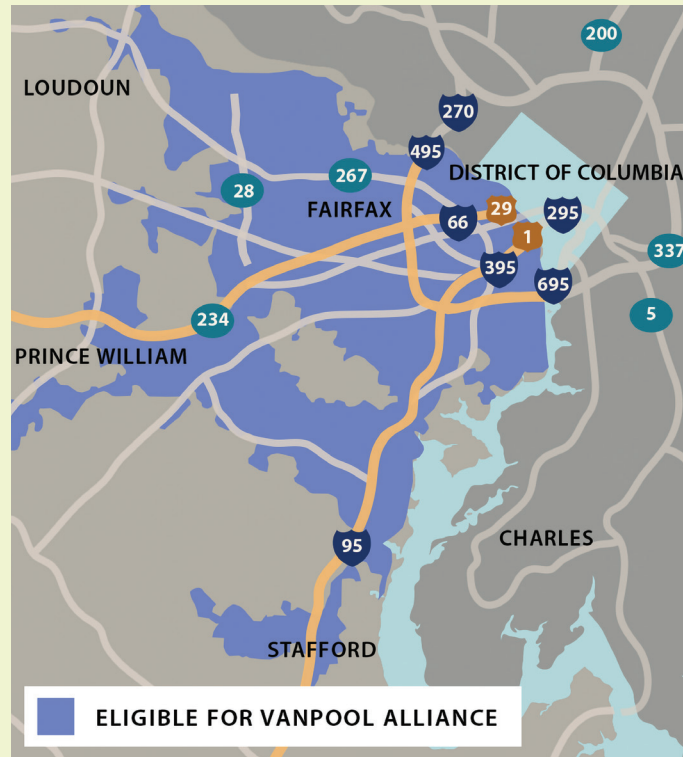 200
LOUDOUN
270
495
DISTRICT OF COLUMBIA
267
28
FAIRFAX
29
66
295
1
337
395
695
234
5
PRINCE WILLIAM
95
CHARLES
STAFFORD
ELIGIBLE FOR VANPOOL ALLIANCE